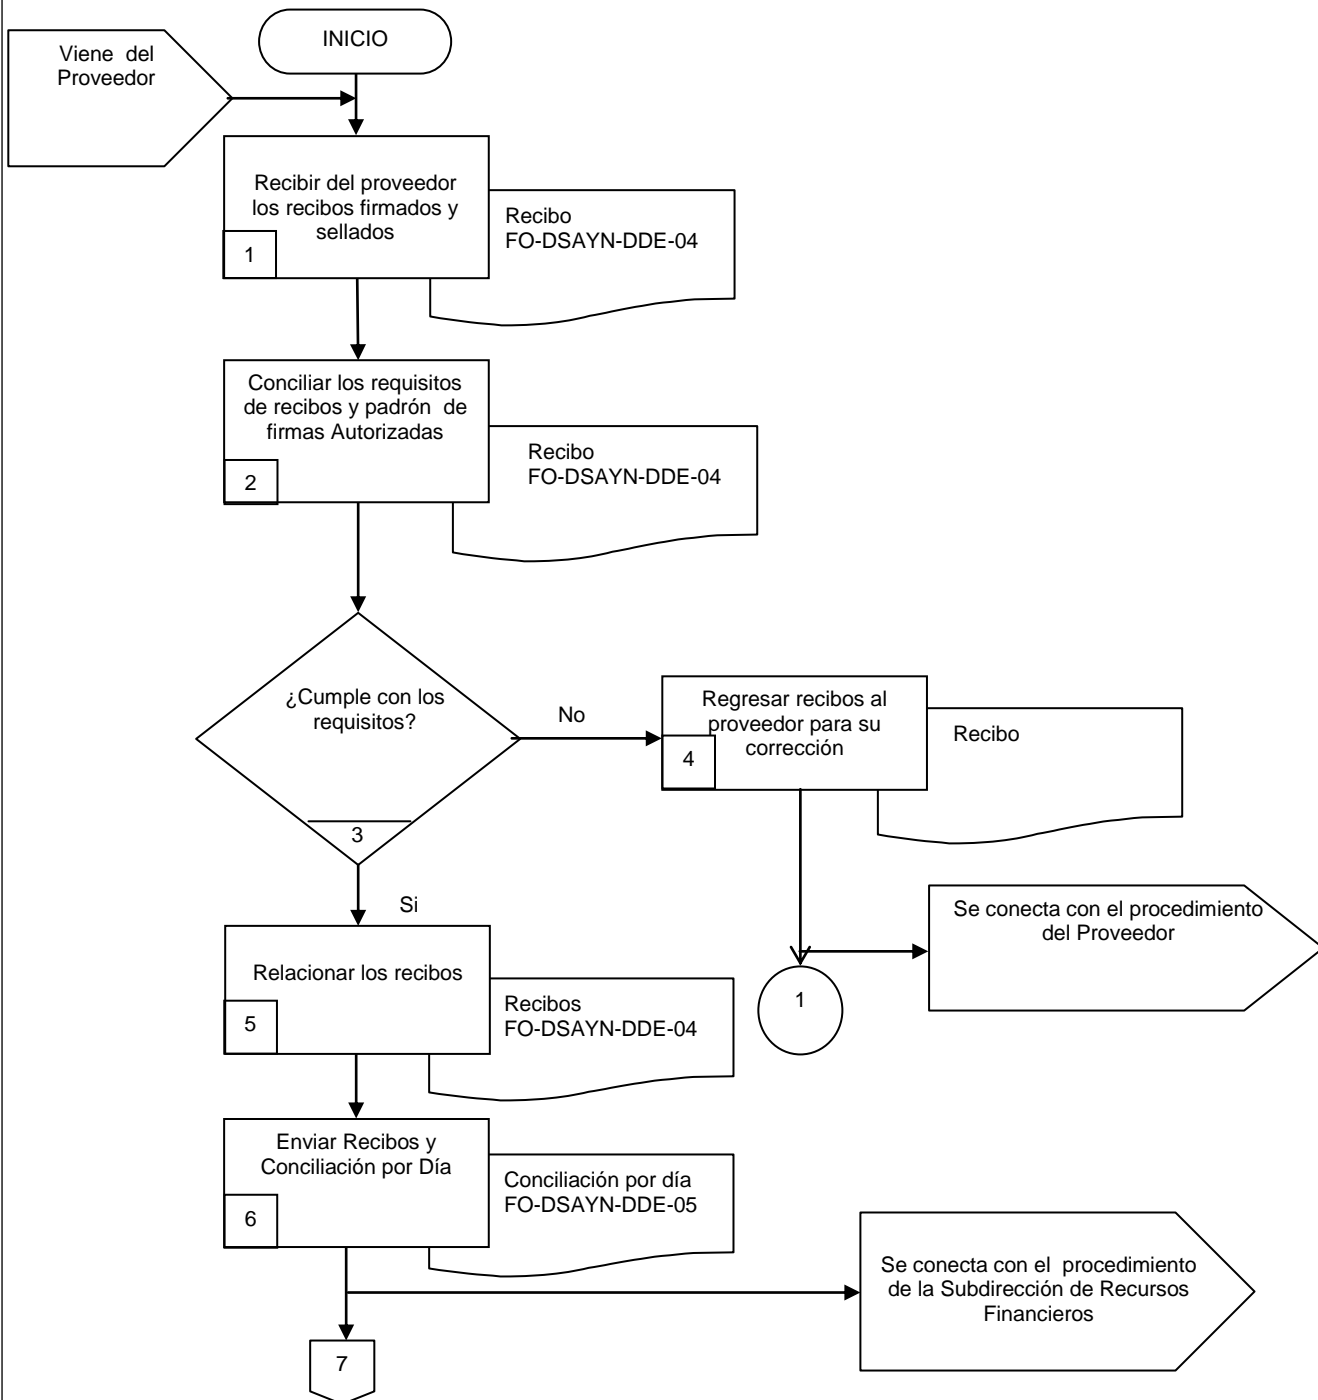 Viene del
Proveedor
INICIO
Recibir del proveedor
los recibos firmados y
sellados
1
Recibo
FO-DSAYN-DDE-04
Conciliar los requisitos
de recibos y padrón de
firmas Autorizadas
2
Recibo
FO-DSAYN-DDE-04
¿Cumple con los
requisitos?
3
No
Regresar recibos al
proveedor para su
corrección
4
Recibo
Se conecta con el procedimiento
del Proveedor
1
Si
Relacionar los recibos
5
Recibos
FO-DSAYN-DDE-04
Enviar Recibos y
Conciliación por Día
6
Conciliación por día
FO-DSAYN-DDE-05
Se conecta con el procedimiento
de la Subdirección de Recursos
Financieros
7